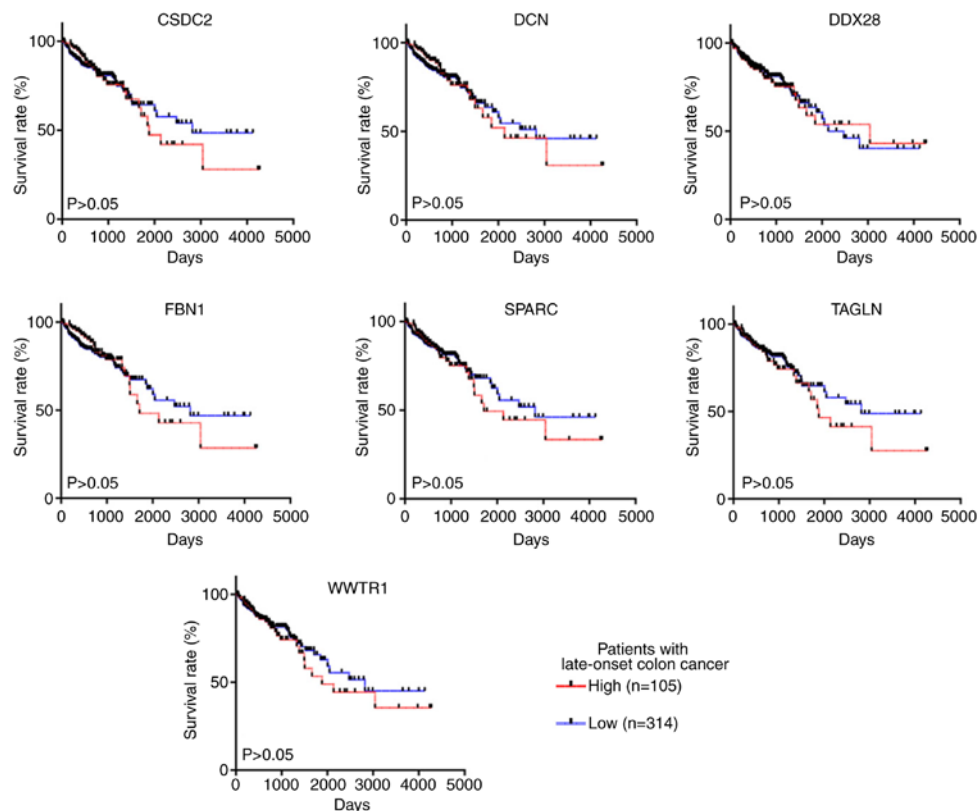 CSDC2
100
50
0
Survival rate (%)
P>0.05
0 1000 2000 3000 4000 5000
Days
DCN
100
50
0
Survival rate (%)
P>0.05
0 1000 2000 3000 4000 5000
Days
DDX28
100
50
0
Survival rate (%)
P>0.05
0 1000 2000 3000 4000 5000
Days
FBN1
100
50
0
Survival rate (%)
P>0.05
0 1000 2000 3000 4000 5000
Days
SPARC
100
50
0
Survival rate (%)
P>0.05
0 1000 2000 3000 4000 5000
Days
TAGLN
100
50
0
Survival rate (%)
P>0.05
0 1000 2000 3000 4000 5000
Days
WWTR1
100
50
0
Survival rate (%)
P>0.05
0 1000 2000 3000 4000 5000
Days
Patients with
late-onset colon cancer
High (n=105)
Low (n=314)